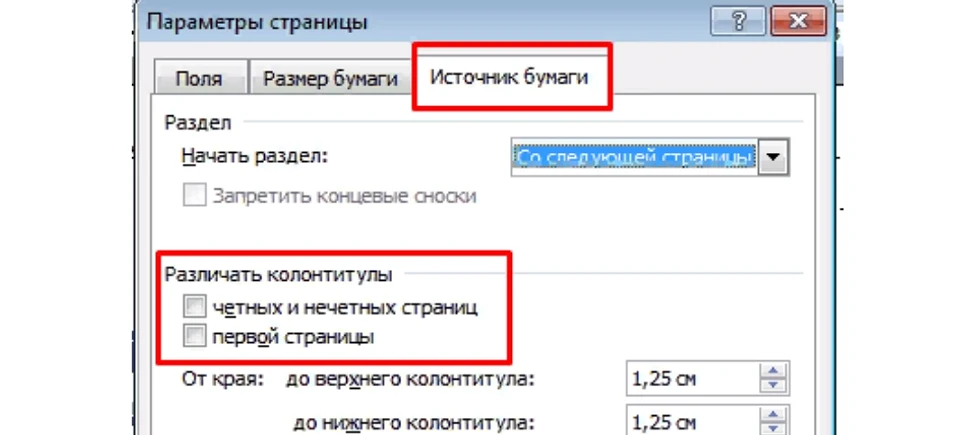 Параметры страницы
Поля Размер бумаги Источник бумаги
Раздел
Начать раздел: Со следующей страницы
Запретить концевые сноски
Различать колонтитулы
четных и нечетных страниц
первой страницы
От края: до верхнего колонтитула: 1,25 см
до нижнего колонтитула: 1,25 см